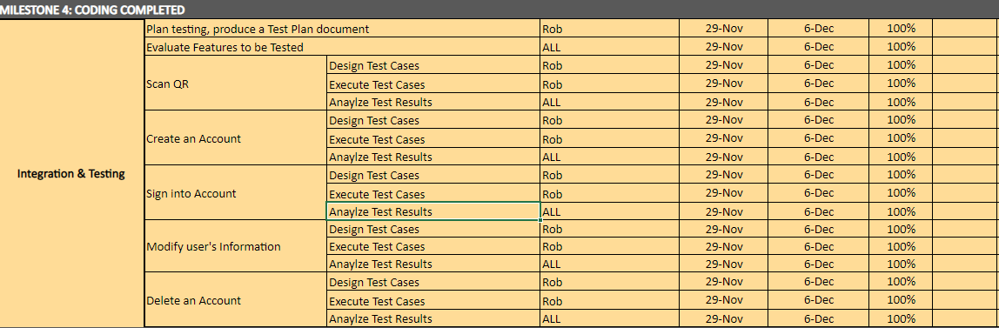 MILESTONE 4: CODING COMPLETED
Plan testing, produce a Test Plan document Rob 29-Nov 6-Dec 100%
Evaluate Features to be Tested ALL 29-Nov 6-Dec 100%
Design Test Cases Rob 29-Nov 6-Dec 100%
Scan QR Execute Test Cases Rob 29-Nov 6-Dec 100%
Anaylze Test Results ALL 29-Nov 6-Dec 100%
Design Test Cases Rob 29-Nov 6-Dec 100%
Create an Account Execute Test Cases Rob 29-Nov 6-Dec 100%
Anaylze Test Results ALL 29-Nov 6-Dec 100%
Integration & Testing Design Test Cases Rob 29-Nov 6-Dec 100%
Sign into Account Execute Test Cases Rob 29-Nov 6-Dec 100%
Anaylze Test Results ALL 29-Nov 6-Dec 100%
Design Test Cases Rob 29-Nov 6-Dec 100%
Modify user's Information Execute Test Cases Rob 29-Nov 6-Dec 100%
Anaylze Test Results ALL 29-Nov 6-Dec 100%
Design Test Cases Rob 29-Nov 6-Dec 100%
Delete an Account Execute Test Cases Rob 29-Nov 6-Dec 100%
Anaylze Test Results ALL 29-Nov 6-Dec 100%